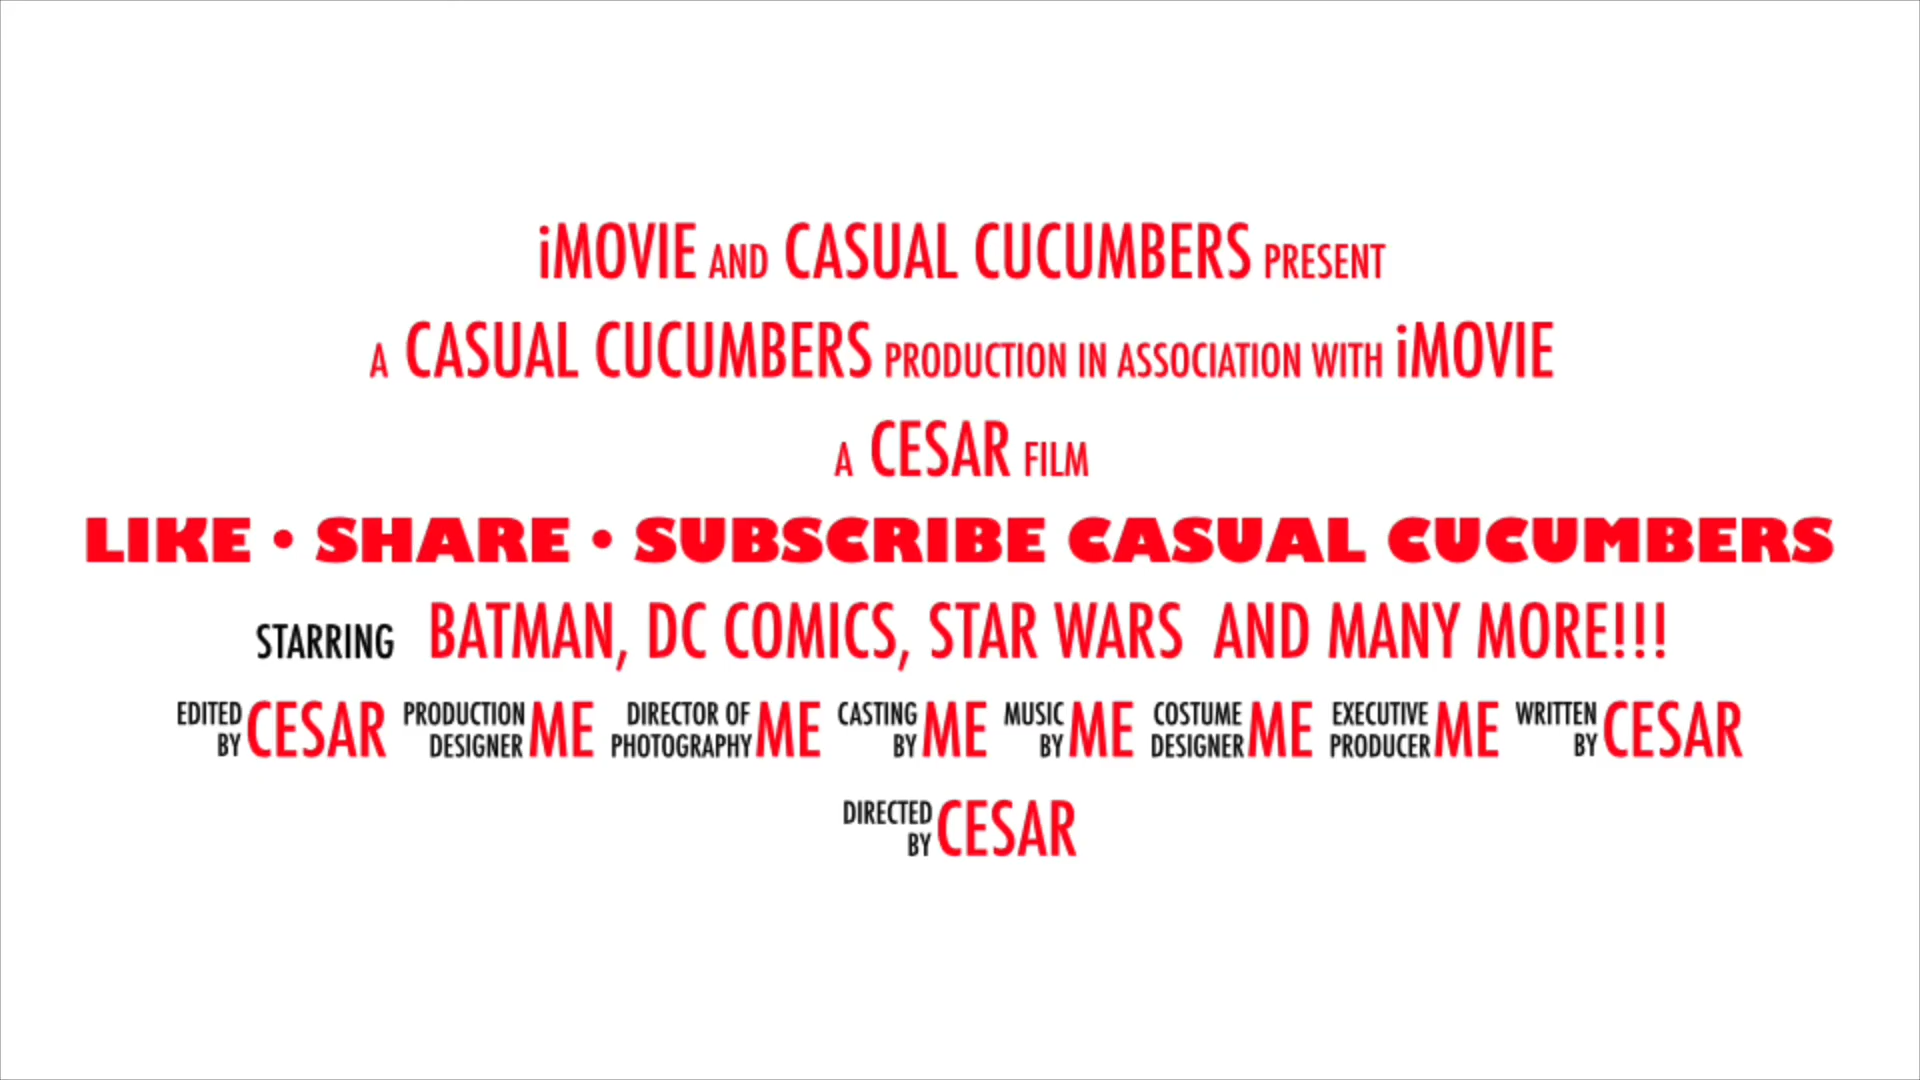 iMOVIE AND CASUAL CUCUMBERS PRESENT
A CASUAL CUCUMBERS PRODUCTION IN ASSOCIATION WITH iMOVIE
A CESAR FILM
LIKE • SHARE • SUBSCRIBE CASUAL CUCUMBERS
STARRING BATMAN, DC COMICS, STAR WARS AND MANY MORE!!!
EDITED BY CESAR PRODUCTION DESIGNER ME DIRECTOR OF PHOTOGRAPHY ME CASTING BY ME MUSIC BY ME COSTUME DESIGNER ME EXECUTIVE PRODUCER ME WRITTEN BY CESAR
DIRECTED BY CESAR